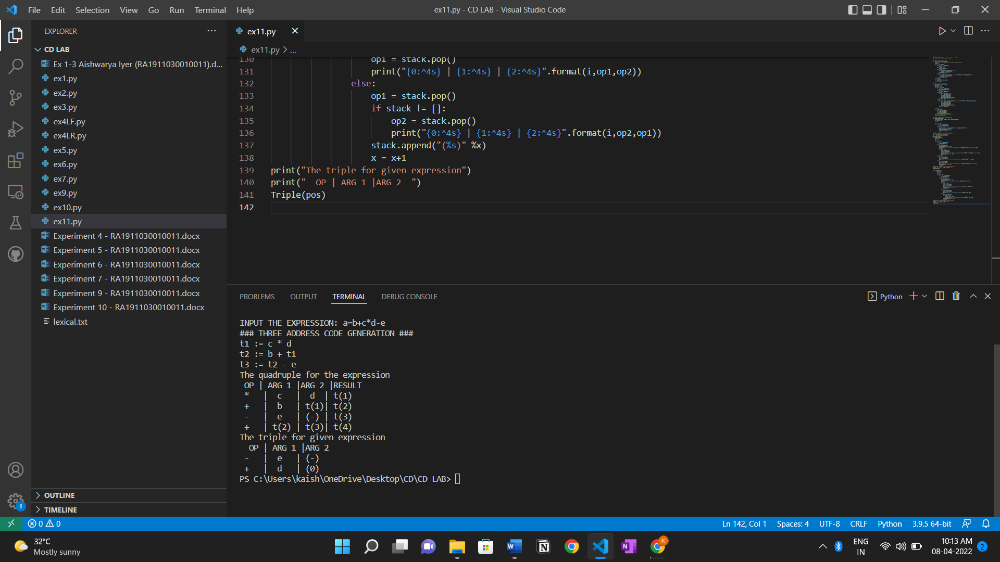 File Edit Selection View Go Run Terminal Help
ex11.py - CD LAB - Visual Studio Code
EXPLORER
CD LAB
Ex 1-3 Aishwarya Iyer (RA1911030010011).d...
ex1.py
ex2.py
ex3.py
ex4LF.py
ex4LR.py
ex5.py
ex6.py
ex7.py
ex9.py
ex10.py
ex11.py
Experiment 4 - RA1911030010011.docx
Experiment 5 - RA1911030010011.docx
Experiment 6 - RA1911030010011.docx
Experiment 7 - RA1911030010011.docx
Experiment 9 - RA1911030010011.docx
Experiment 10 - RA1911030010011.docx
lexical.txt
OUTLINE
TIMELINE
ex11.py
ex11.py > ...
130 op1 = stack.pop()
131 print("{0:^4s} | {1:^4s} | {2:^4s}".format(i,op1,op2))
132 else:
133 op1 = stack.pop()
134 if stack != []:
135 op2 = stack.pop()
136 print("{0:^4s} | {1:^4s} | {2:^4s}".format(i,op2,op1))
137 stack.append("(%s)" %x)
138 x = x+1
139 print("The triple for given expression")
140 print("  OP | ARG 1 |ARG 2  ")
141 Triple(pos)
142
PROBLEMS OUTPUT TERMINAL DEBUG CONSOLE
Python
INPUT THE EXPRESSION: a=b+c*d-e
### THREE ADDRESS CODE GENERATION ###
t1 := c * d
t2 := b + t1
t3 := t2 - e
The quadruple for the expression
 OP | ARG 1 |ARG 2 |RESULT
 *   |  c   |  d  | t(1)
 +   |  b   | t(1)| t(2)
 -   |  e   | (-) | t(3)
 +   | t(2) | t(3)| t(4)
The triple for given expression
  OP | ARG 1 |ARG 2
 -   |  e   | (-)
 +   |  d   | (0)
PS C:\Users\kaish\OneDrive\Desktop\CD\CD LAB>
1
0 0
Ln 142, Col 1 Spaces: 4 UTF-8 CRLF Python 3.9.5 64-bit
32°C
Mostly sunny
K
ENG
IN
10:13 AM
08-04-2022
2